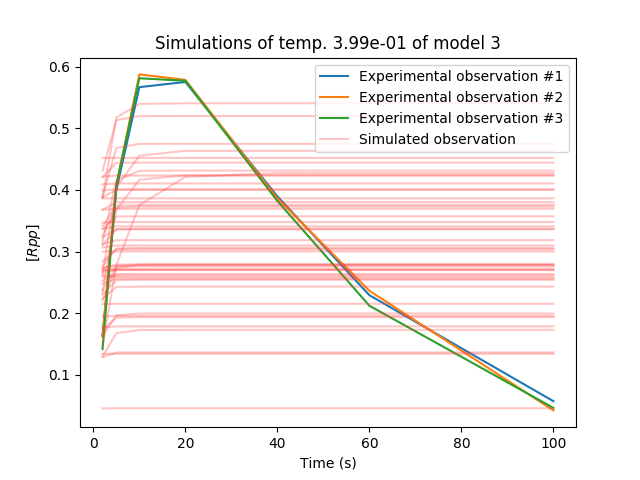 Simulations of temp. 3.99e-01 of model 3
Experimental observation #1
Experimental observation #2
Experimental observation #3
Simulated observation
0.6
0.5
0.4
0.3
0.2
0.1
[Rpp]
0 20 40 60 80 100
Time (s)